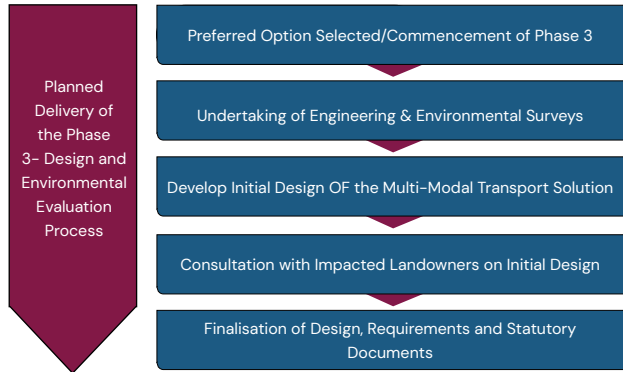 Planned
Delivery of
the Phase
3- Design and
Environmental
Evaluation
Process
Preferred Option Selected/Commencement of Phase 3
Undertaking of Engineering & Environmental Surveys
Develop Initial Design OF the Multi-Modal Transport Solution
Consultation with Impacted Landowners on Initial Design
Finalisation of Design, Requirements and Statutory
Documents